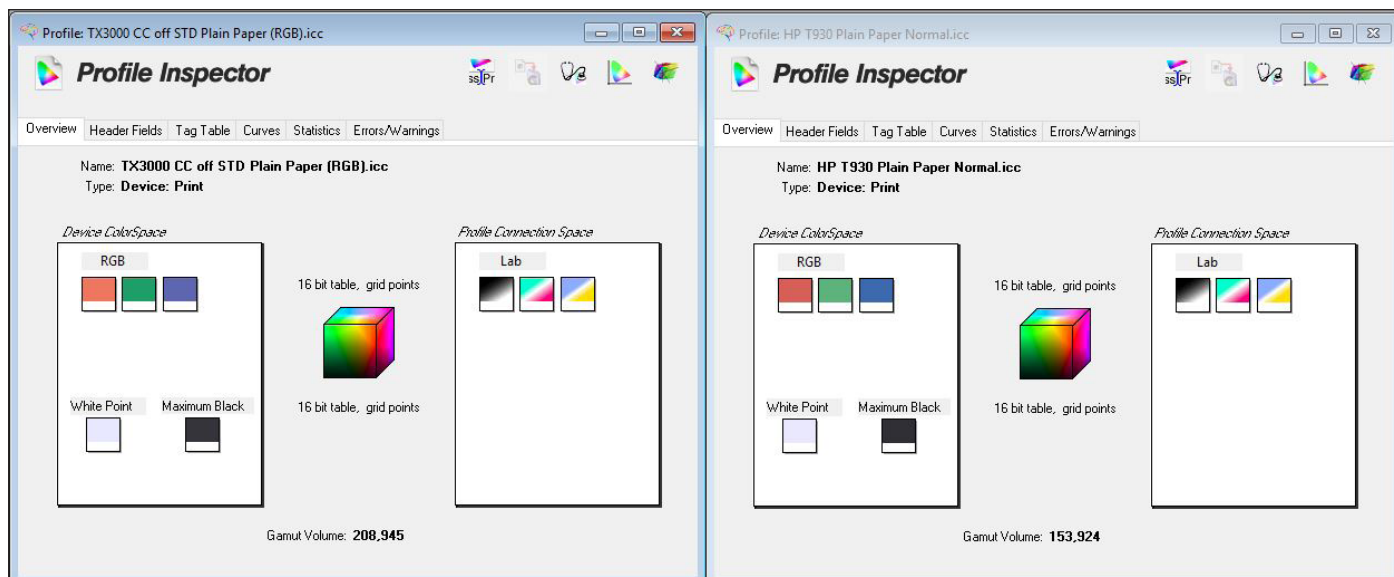 Profile: TX3000 CC off STD Plain Paper (RGB).icc
Profile Inspector
Overview Header Fields Tag Table Curves Statistics Errors/Warnings
Name: TX3000 CC off STD Plain Paper (RGB).icc
Type: Device: Print
Device ColorSpace
Profile Connection Space
RGB
Lab
16 bit table, grid points
White Point
Maximum Black
16 bit table, grid points
Gamut Volume: 208,945
Profile: HP T930 Plain Paper Normal.icc
Profile Inspector
Overview Header Fields Tag Table Curves Statistics Errors/Warnings
Name: HP T930 Plain Paper Normal.icc
Type: Device: Print
Device ColorSpace
Profile Connection Space
RGB
Lab
16 bit table, grid points
White Point
Maximum Black
16 bit table, grid points
Gamut Volume: 153,924